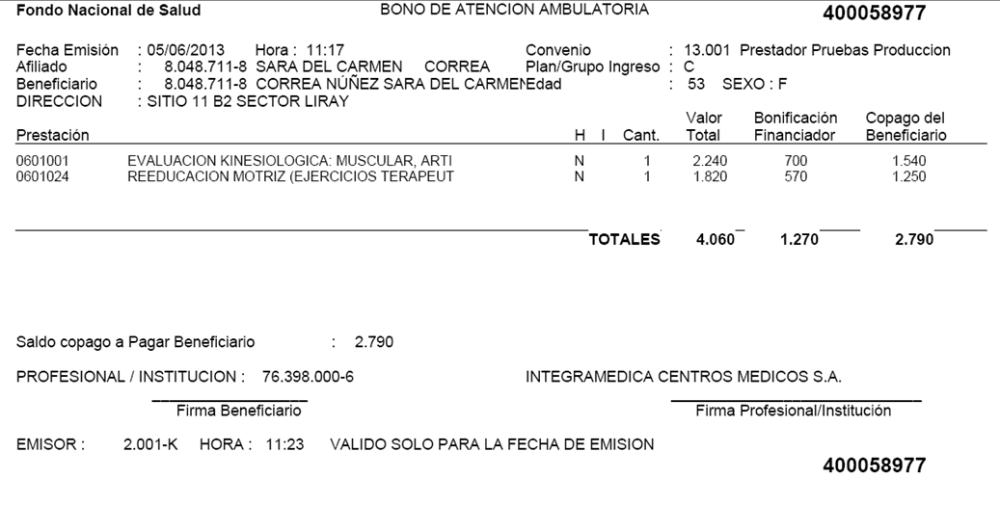 Fondo Nacional de Salud BONO DE ATENCION AMBULATORIA 400058977
Fecha Emisión : 05/06/2013 Hora : 11:17 Convenio : 13.001 Prestador Pruebas Produccion
Afiliado : 8.048.711-8 SARA DEL CARMEN CORREA Plan/Grupo Ingreso : C
Beneficiario : 8.048.711-8 CORREA NÚÑEZ SARA DEL CARMEN Edad : 53 SEXO : F
DIRECCION : SITIO 11 B2 SECTOR LIRAY
Valor Bonificación Copago del
Prestación H I Cant. Total Financiador Beneficiario
0601001 EVALUACION KINESIOLOGICA: MUSCULAR, ARTI N 1 2.240 700 1.540
0601024 REEDUCACION MOTRIZ (EJERCICIOS TERAPEUT N 1 1.820 570 1.250
TOTALES 4.060 1.270 2.790
Saldo copago a Pagar Beneficiario : 2.790
PROFESIONAL / INSTITUCION : 76.398.000-6 INTEGRAMEDICA CENTROS MEDICOS S.A.
Firma Beneficiario Firma Profesional/Institución
EMISOR : 2.001-K HORA : 11:23 VALIDO SOLO PARA LA FECHA DE EMISION
400058977